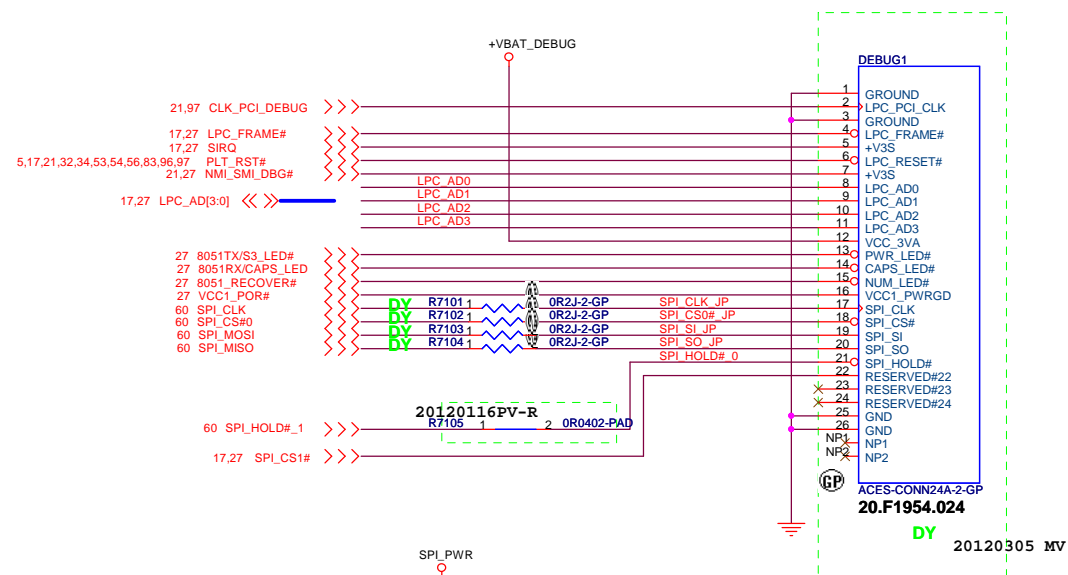 +VBAT_DEBUG
DEBUG1
1 GROUND
21,97 CLK_PCI_DEBUG
2 LPC_PCI_CLK
3 GROUND
17,27 LPC_FRAME#
4 LPC_FRAME#
17,27 SIRQ
5 +V3S
5,17,21,32,34,53,54,56,83,96,97 PLT_RST#
6 LPC_RESET#
21,27 NMI_SMI_DBG#
7 +V3S
LPC_AD0
8 LPC_AD0
17,27 LPC_AD[3:0]
LPC_AD1
9 LPC_AD1
LPC_AD2
10 LPC_AD2
LPC_AD3
11 LPC_AD3
12 VCC_3VA
27 8051TX/S3_LED#
13 PWR_LED#
27 8051RX/CAPS_LED
14 CAPS_LED#
27 8051_RECOVER#
15 NUM_LED#
27 VCC1_POR#
16 VCC1_PWRGD
60 SPI_CLK DY R7101 1 0R2J-2-GP SPI_CLK_JP
17 SPI_CLK
60 SPI_CS#0 DY R7102 1 0R2J-2-GP SPI_CS0#_JP
18 SPI_CS#
60 SPI_MOSI DY R7103 1 0R2J-2-GP SPI_SI_JP
19 SPI_SI
60 SPI_MISO DY R7104 1 0R2J-2-GP SPI_SO_JP
20 SPI_SO
SPI_HOLD#_0
21 SPI_HOLD#
22 RESERVED#22
23 RESERVED#23
24 RESERVED#24
20120116PV-R
25 GND
60 SPI_HOLD#_1 R7105 1 2 0R0402-PAD
26 GND
NP1 NP1
17,27 SPI_CS1#
NP2 NP2
GP
ACES-CONN24A-2-GP
20.F1954.024
DY
20120305 MV
SPI_PWR